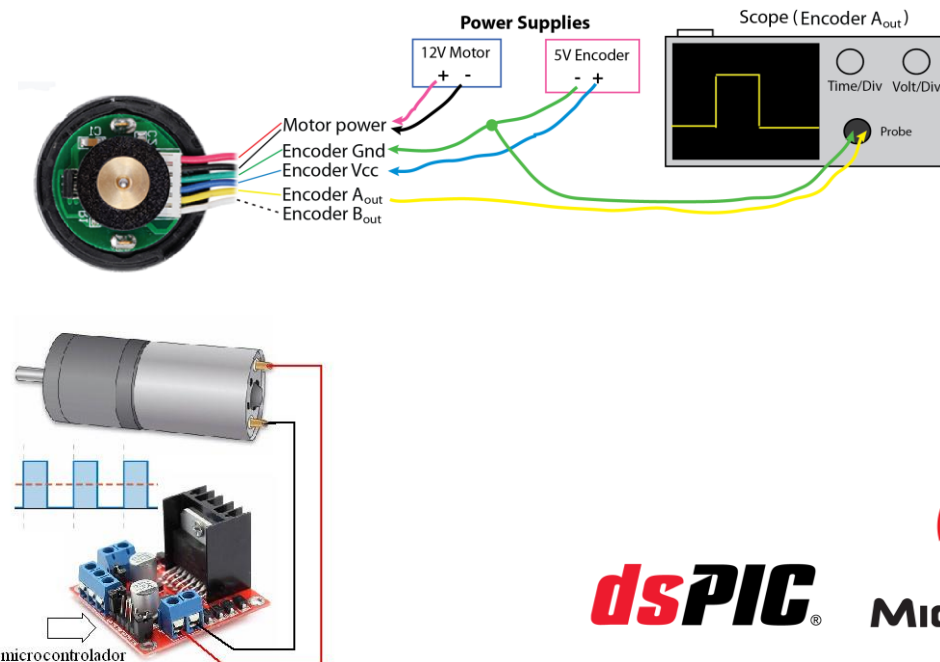 Power Supplies
Scope (Encoder Aout)
12V Motor
+ -
5V Encoder
- +
Time/Div Volt/Div
Probe
Motor power
Encoder Gnd
Encoder Vcc
Encoder Aout
Encoder Bout
C1
microcontrolador
dsPIC®